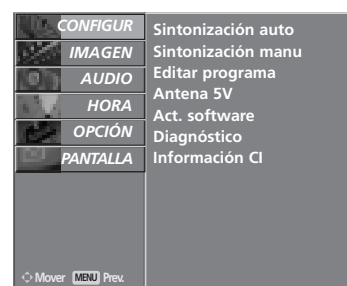 CONFIGUR
IMAGEN
AUDIO
HORA
OPCIÓN
PANTALLA
Sintonización auto
Sintonización manu
Editar programa
Antena 5V
Act. software
Diagnóstico
Información CI
Mover MENU Prev.